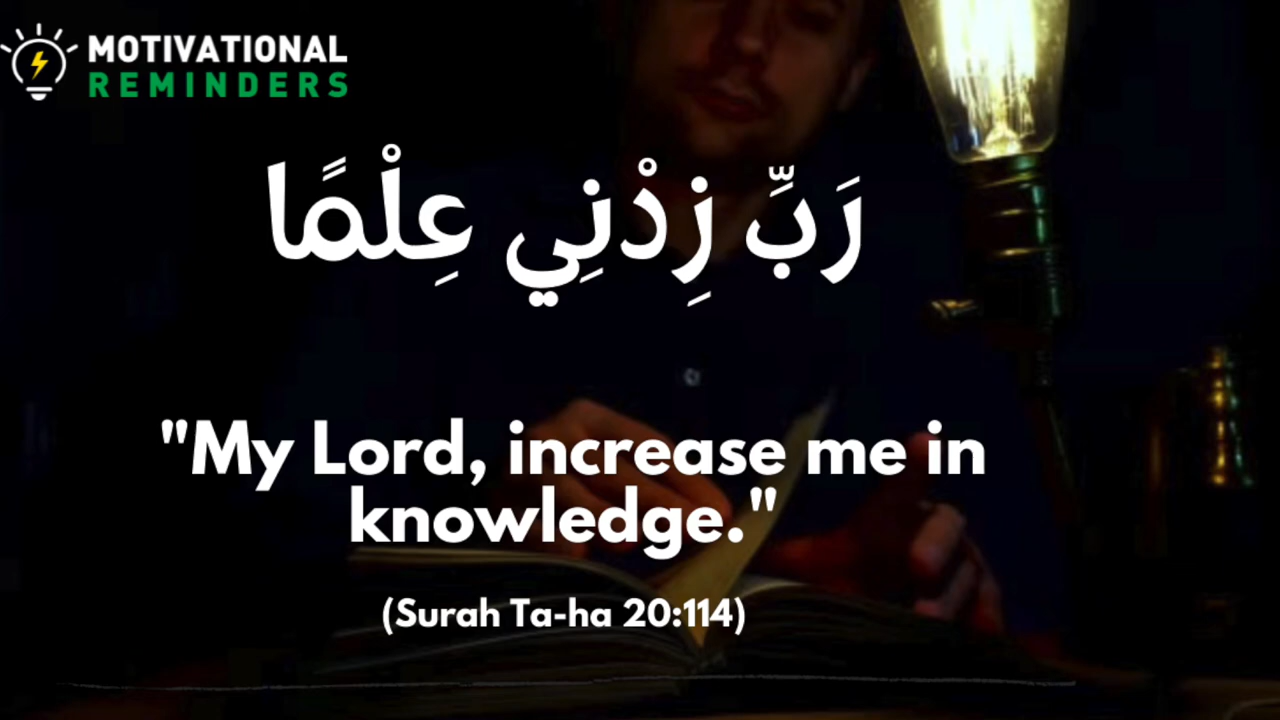 MOTIVATIONAL
REMINDERS
رَبِّ زِدْنِي عِلْمًا
"My Lord, increase me in
knowledge."
(Surah Ta-ha 20:114)